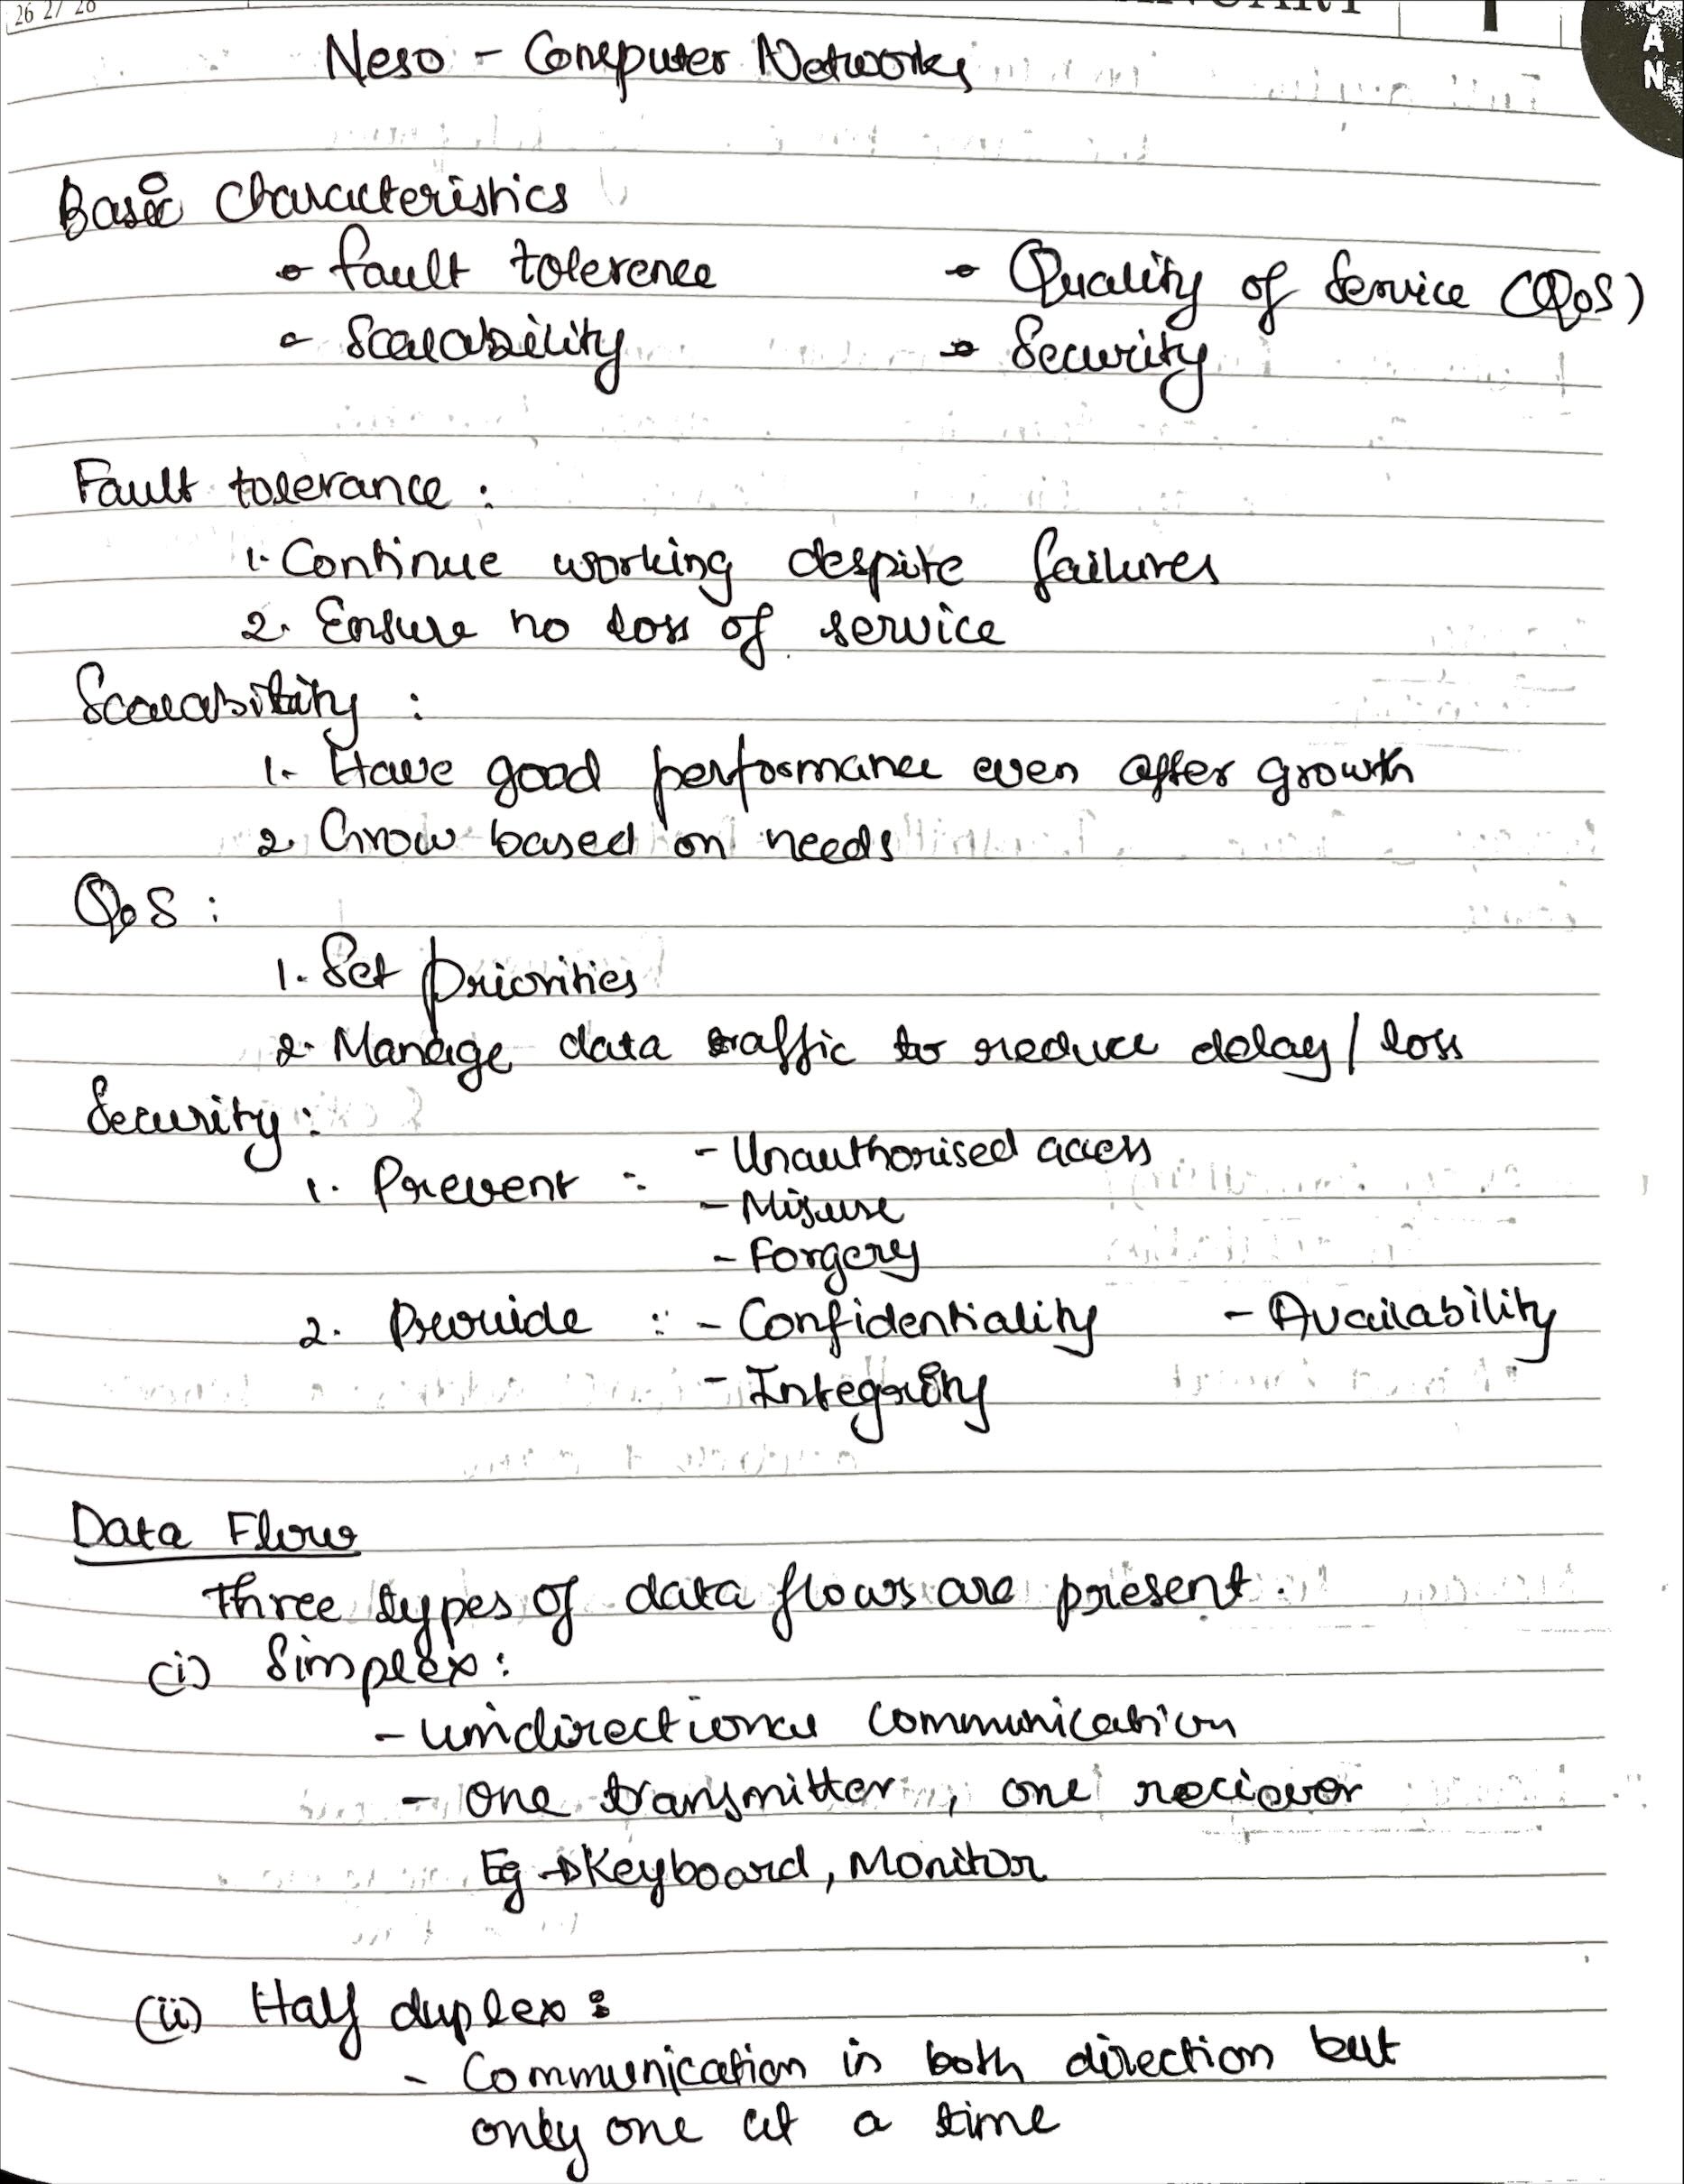 26 27 28
Neso - Computer Networks
Basic Characteristics
- fault tolerence - Quality of Service (QoS)
- Scalability - Security
Fault tolerance :
1. Continue working despite failures
2. Ensure no loss of service
Scalability :
1. Have good performance even after growth
2. Grow based on needs
QoS :
1. Set priorities
2. Manage data traffic to reduce delay / loss
Security :
1. Prevent : - Unauthorised access
- Misuse
- Forgery
2. Provide : - Confidentiality - Availability
- Integrity
Data Flow
Three types of data flows are present.
(i) Simplex :
- unidirectional communication
- one transmitter, one reciever
Eg → Keyboard, Monitor
(ii) Half duplex :
- Communication in both direction but
only one at a time